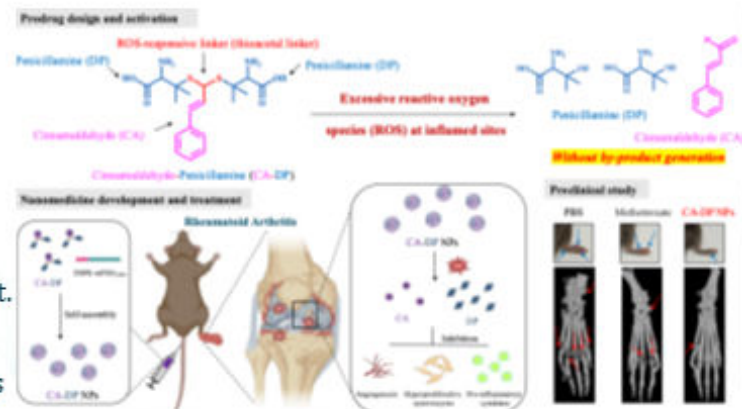 Prodrug design and activation
ROS-responsive linker (thioacetal linker)
Penicillamine (DP)
Penicillamine (DP)
Cinnamaldehyde (CA)
Cinnamaldehyde-Penicillamine (CA-DP)
Excessive reactive oxygen
species (ROS) at inflamed sites
Penicillamine (DP)
Cinnamaldehyde (CA)
Without by-product generation
Nanomedicine development and treatment
Preclinical study
Rheumatoid Arthritis
PBS
Methotrexate
CA-DP NPs
CA-DP NPs
CA-DP
t.
Self-assembly
CA
DP
Inhibition
s
CA-DP NPs
Angiogenesis